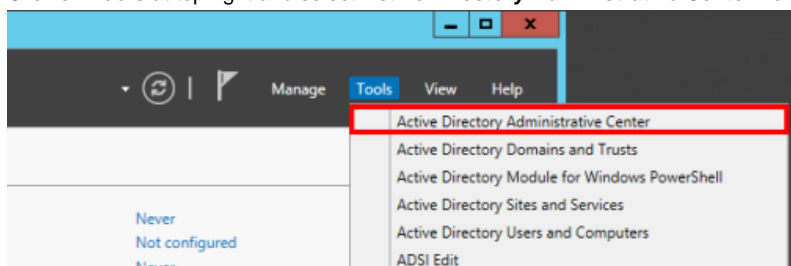 Manage Tools View Help
Active Directory Administrative Center
Active Directory Domains and Trusts
Active Directory Module for Windows PowerShell
Active Directory Sites and Services
Never
Active Directory Users and Computers
Not configured
ADSI Edit
Never